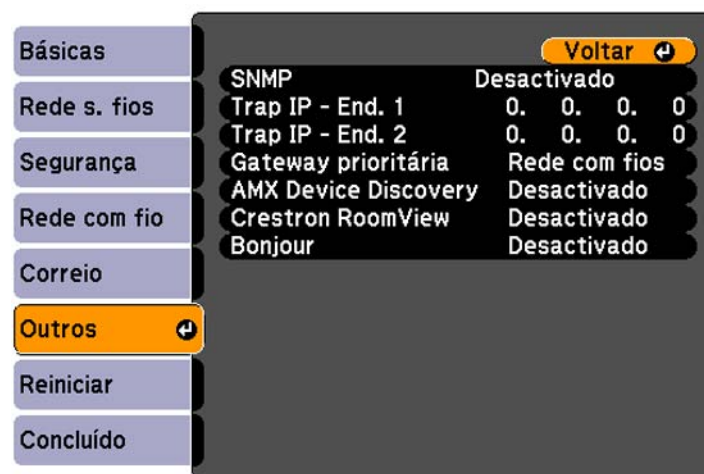 Básicas
Rede s. fios
Segurança
Rede com fio
Correio
Outros
Reiniciar
Concluído
Voltar
SNMP Desactivado
Trap IP - End. 1 0. 0. 0. 0
Trap IP - End. 2 0. 0. 0. 0
Gateway prioritária Rede com fios
AMX Device Discovery Desactivado
Crestron RoomView Desactivado
Bonjour Desactivado